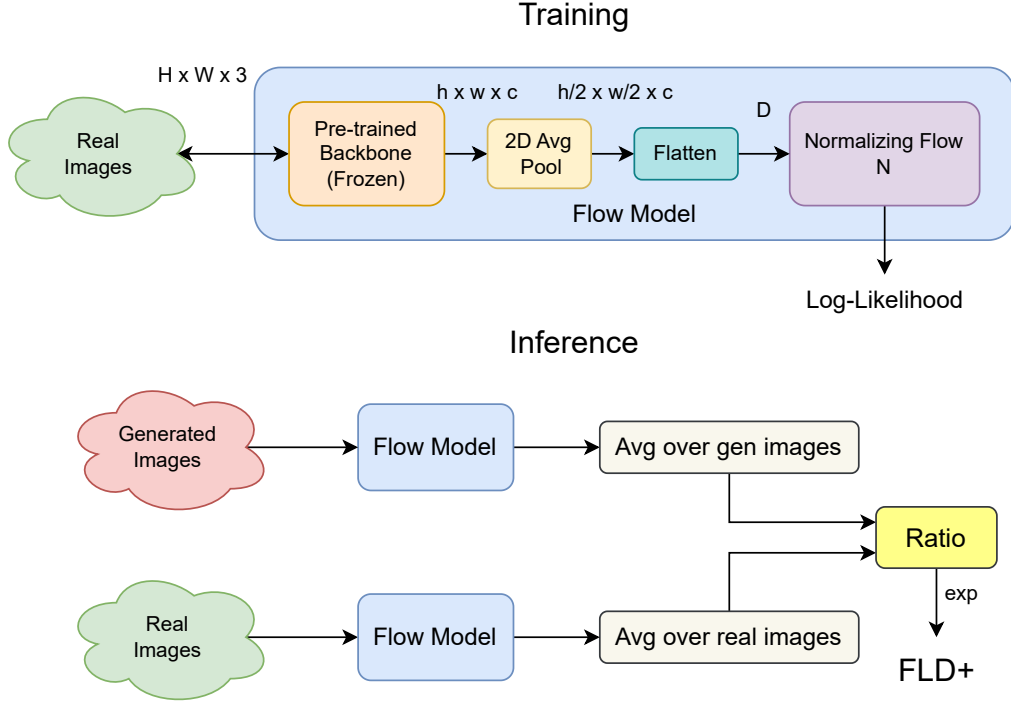 Training
H x W x 3
h x w x c
h/2 x w/2 x c
D
Real
Images
Pre-trained
Backbone
(Frozen)
2D Avg
Pool
Flatten
Normalizing Flow
N
Flow Model
Log-Likelihood
Inference
Generated
Images
Flow Model
Avg over gen images
Ratio
Real
Images
Flow Model
Avg over real images
exp
FLD+